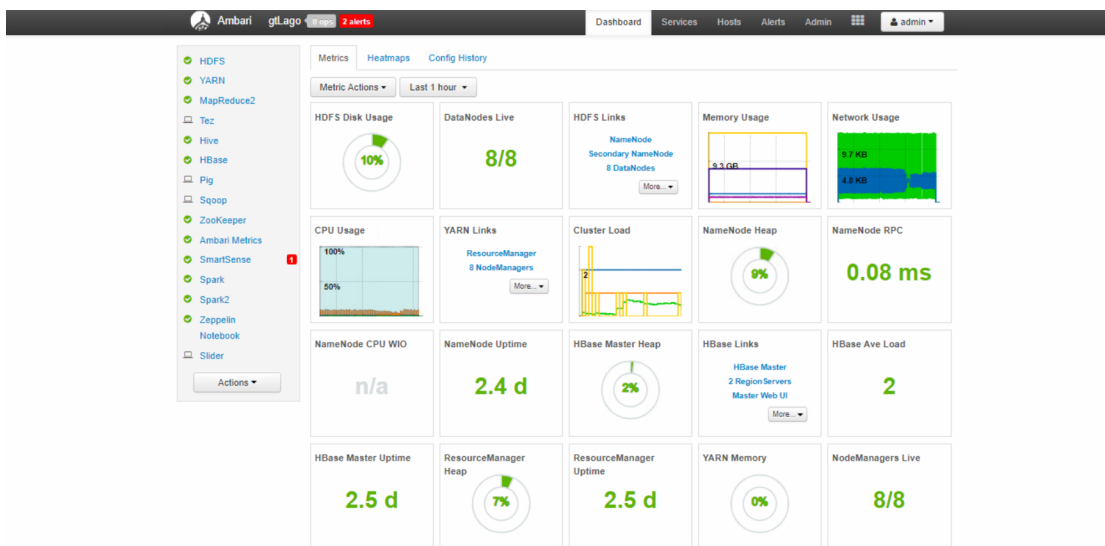 Ambari gtLago 0 ops 2 alerts Dashboard Services Hosts Alerts Admin admin
HDFS
YARN
MapReduce2
Tez
Hive
HBase
Pig
Sqoop
ZooKeeper
Ambari Metrics
SmartSense 1
Spark
Spark2
Zeppelin
Notebook
Slider
Actions
Metrics Heatmaps Config History
Metric Actions Last 1 hour
HDFS Disk Usage
10%
DataNodes Live
8/8
HDFS Links
NameNode
Secondary NameNode
8 DataNodes
More...
Memory Usage
9.3 GB
Network Usage
9.7 KB
4.8 KB
CPU Usage
100%
50%
YARN Links
ResourceManager
8 NodeManagers
More...
Cluster Load
2
NameNode Heap
9%
NameNode RPC
0.08 ms
NameNode CPU WIO
n/a
NameNode Uptime
2.4 d
HBase Master Heap
2%
HBase Links
HBase Master
2 RegionServers
Master Web UI
More...
HBase Ave Load
2
HBase Master Uptime
2.5 d
ResourceManager
Heap
7%
ResourceManager
Uptime
2.5 d
YARN Memory
0%
NodeManagers Live
8/8